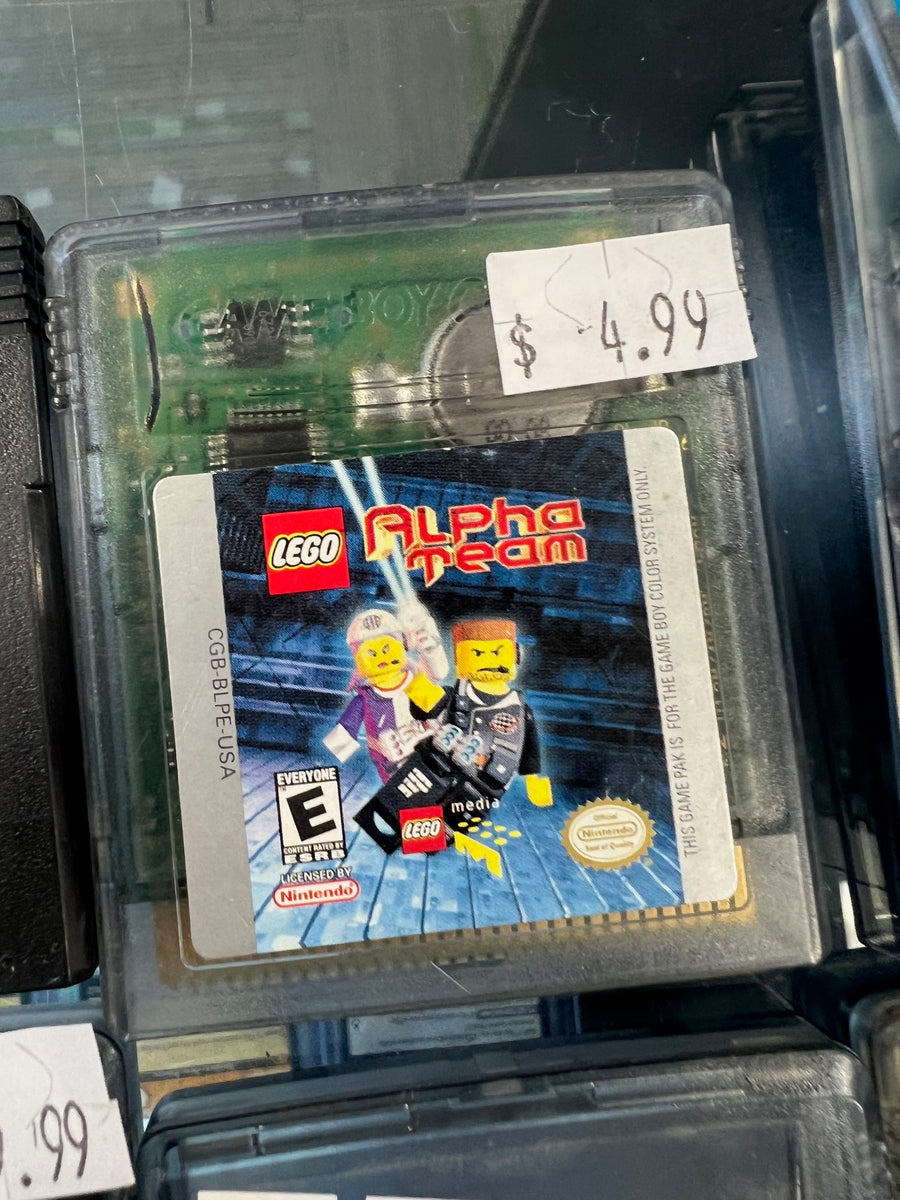 BOY
$ 4.99
LEGO
ALPhA
TEAM
CGB-BLPE-USA
THIS GAME PAK IS FOR THE GAME BOY COLOR SYSTEM ONLY.
EVERYONE
E
CONTENT RATED BY
ESRB
LICENSED BY
Nintendo
LEGO media
Official
Nintendo
Seal of Quality
.99